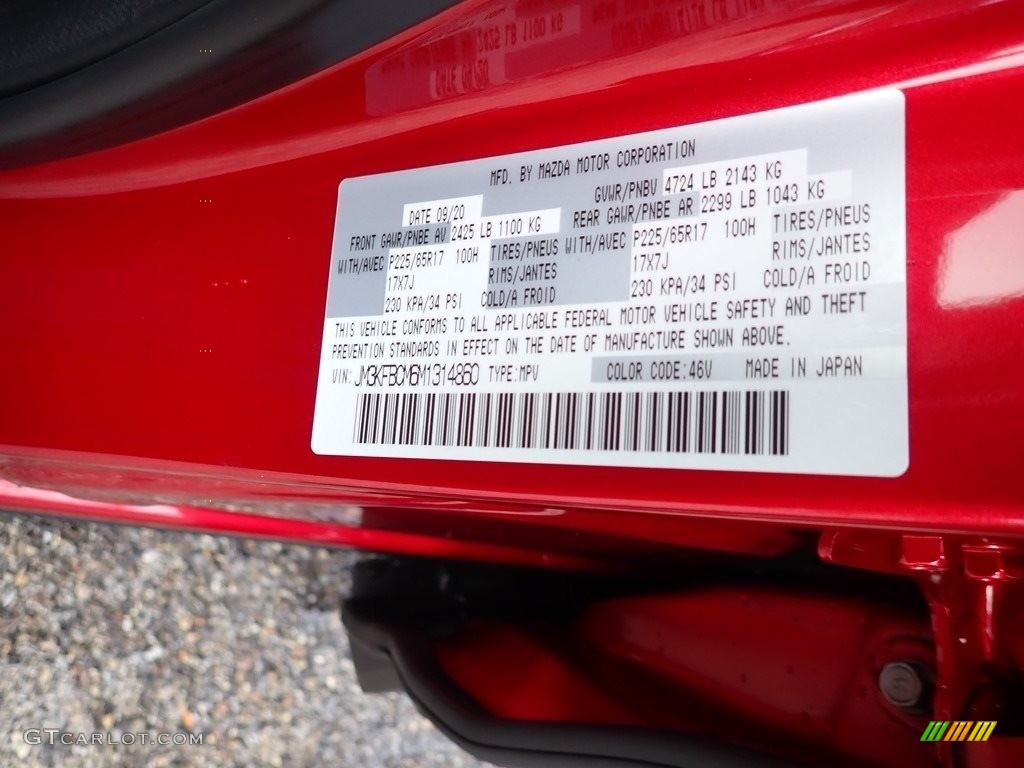 MFD. BY MAZDA MOTOR CORPORATION
DATE 09/20 GVWR/PNBV 4724 LB 2143 KG
FRONT GAWR/PNBE AV 2425 LB 1100 KG REAR GAWR/PNBE AR 2299 LB 1043 KG
WITH/AVEC P225/65R17 100H TIRES/PNEUS WITH/AVEC P225/65R17 100H TIRES/PNEUS
17X7J RIMS/JANTES 17X7J RIMS/JANTES
230 KPA/34 PSI COLD/A FROID 230 KPA/34 PSI COLD/A FROID
THIS VEHICLE CONFORMS TO ALL APPLICABLE FEDERAL MOTOR VEHICLE SAFETY AND THEFT
PREVENTION STANDARDS IN EFFECT ON THE DATE OF MANUFACTURE SHOWN ABOVE.
VIN: JM3KFBCM6M1314860 TYPE:MPV COLOR CODE:46V MADE IN JAPAN
GTCARLOT.COM